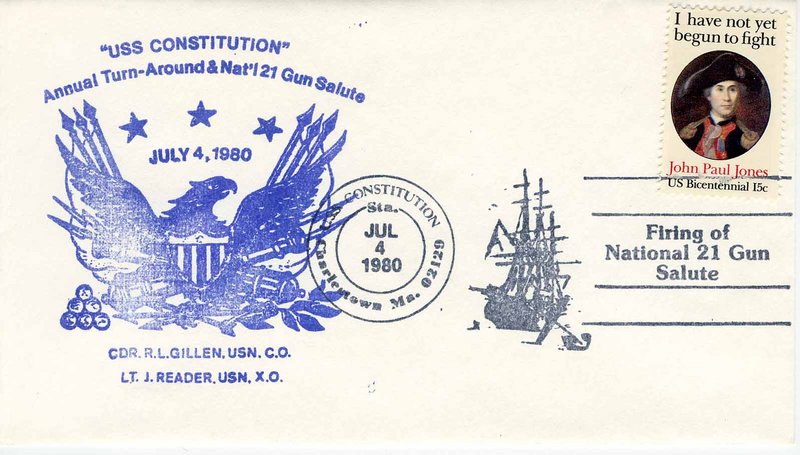 "USS CONSTITUTION"
Annual Turn-Around & Nat'l 21 Gun Salute
JULY 4, 1980
CDR. R.L. GILLEN, USN, C.O.
LT. J. READER, USN, X.O.
CONSTITUTION
Sta.
JUL
4
1980
Charlestown Ma. 02129
I have not yet
begun to fight
John Paul Jones
US Bicentennial 15c
Firing of
National 21 Gun
Salute